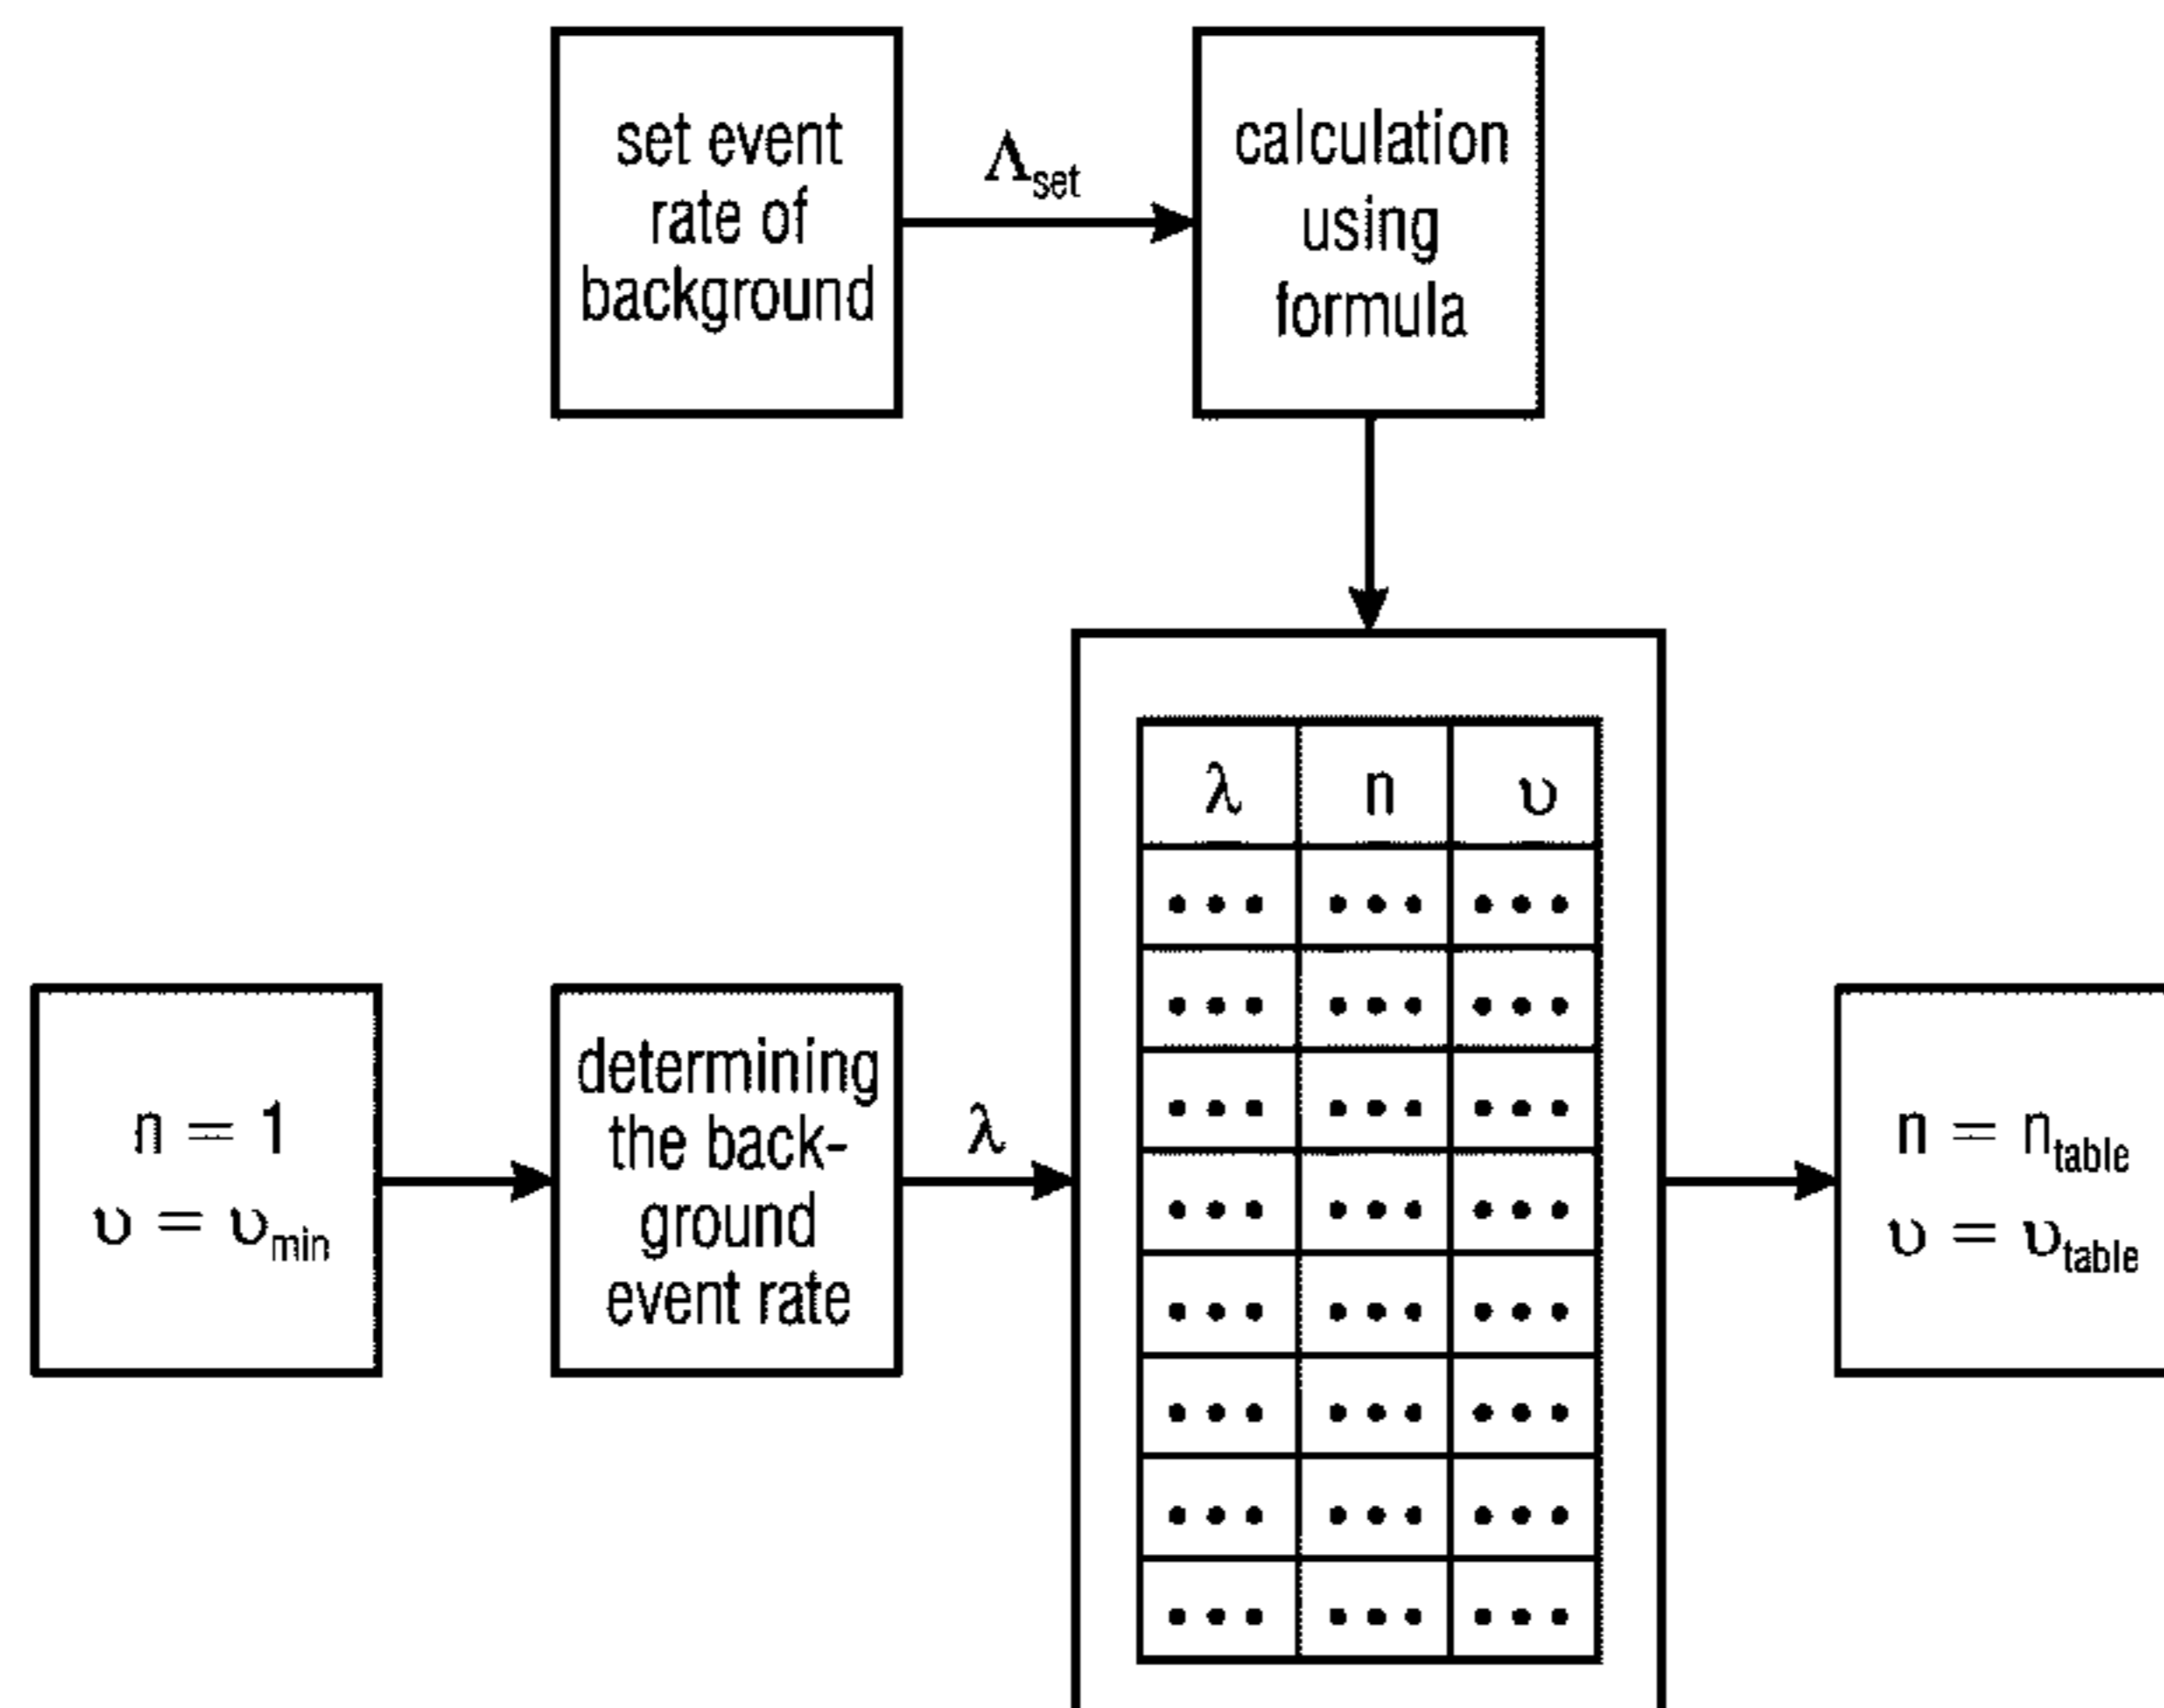 set event
rate of
background
Λset
calculation
using
formula
λ n υ
• • • • • • • • •
• • • • • • • • •
• • • • • • • • •
• • • • • • • • •
• • • • • • • • •
• • • • • • • • •
• • • • • • • • •
• • • • • • • • •
n = 1
υ = υmin
determining
the back-
ground
event rate
λ
n = ntable
υ = υtable